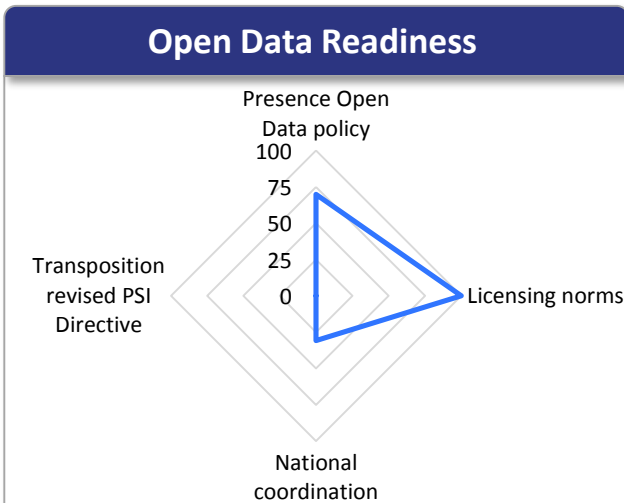 Open Data Readiness
Presence Open
Data policy
100
75
50
25
0
Transposition
revised PSI
Directive
Licensing norms
National
coordination